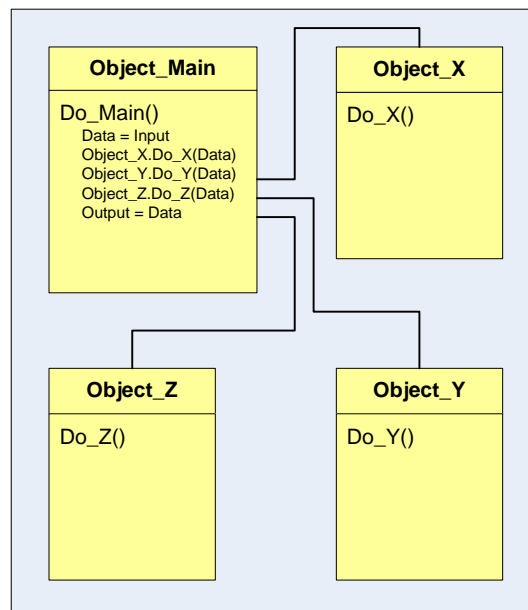 Object_Main
Do_Main()
Data = Input
Object_X.Do_X(Data)
Object_Y.Do_Y(Data)
Object_Z.Do_Z(Data)
Output = Data
Object_X
Do_X()
Object_Z
Do_Z()
Object_Y
Do_Y()